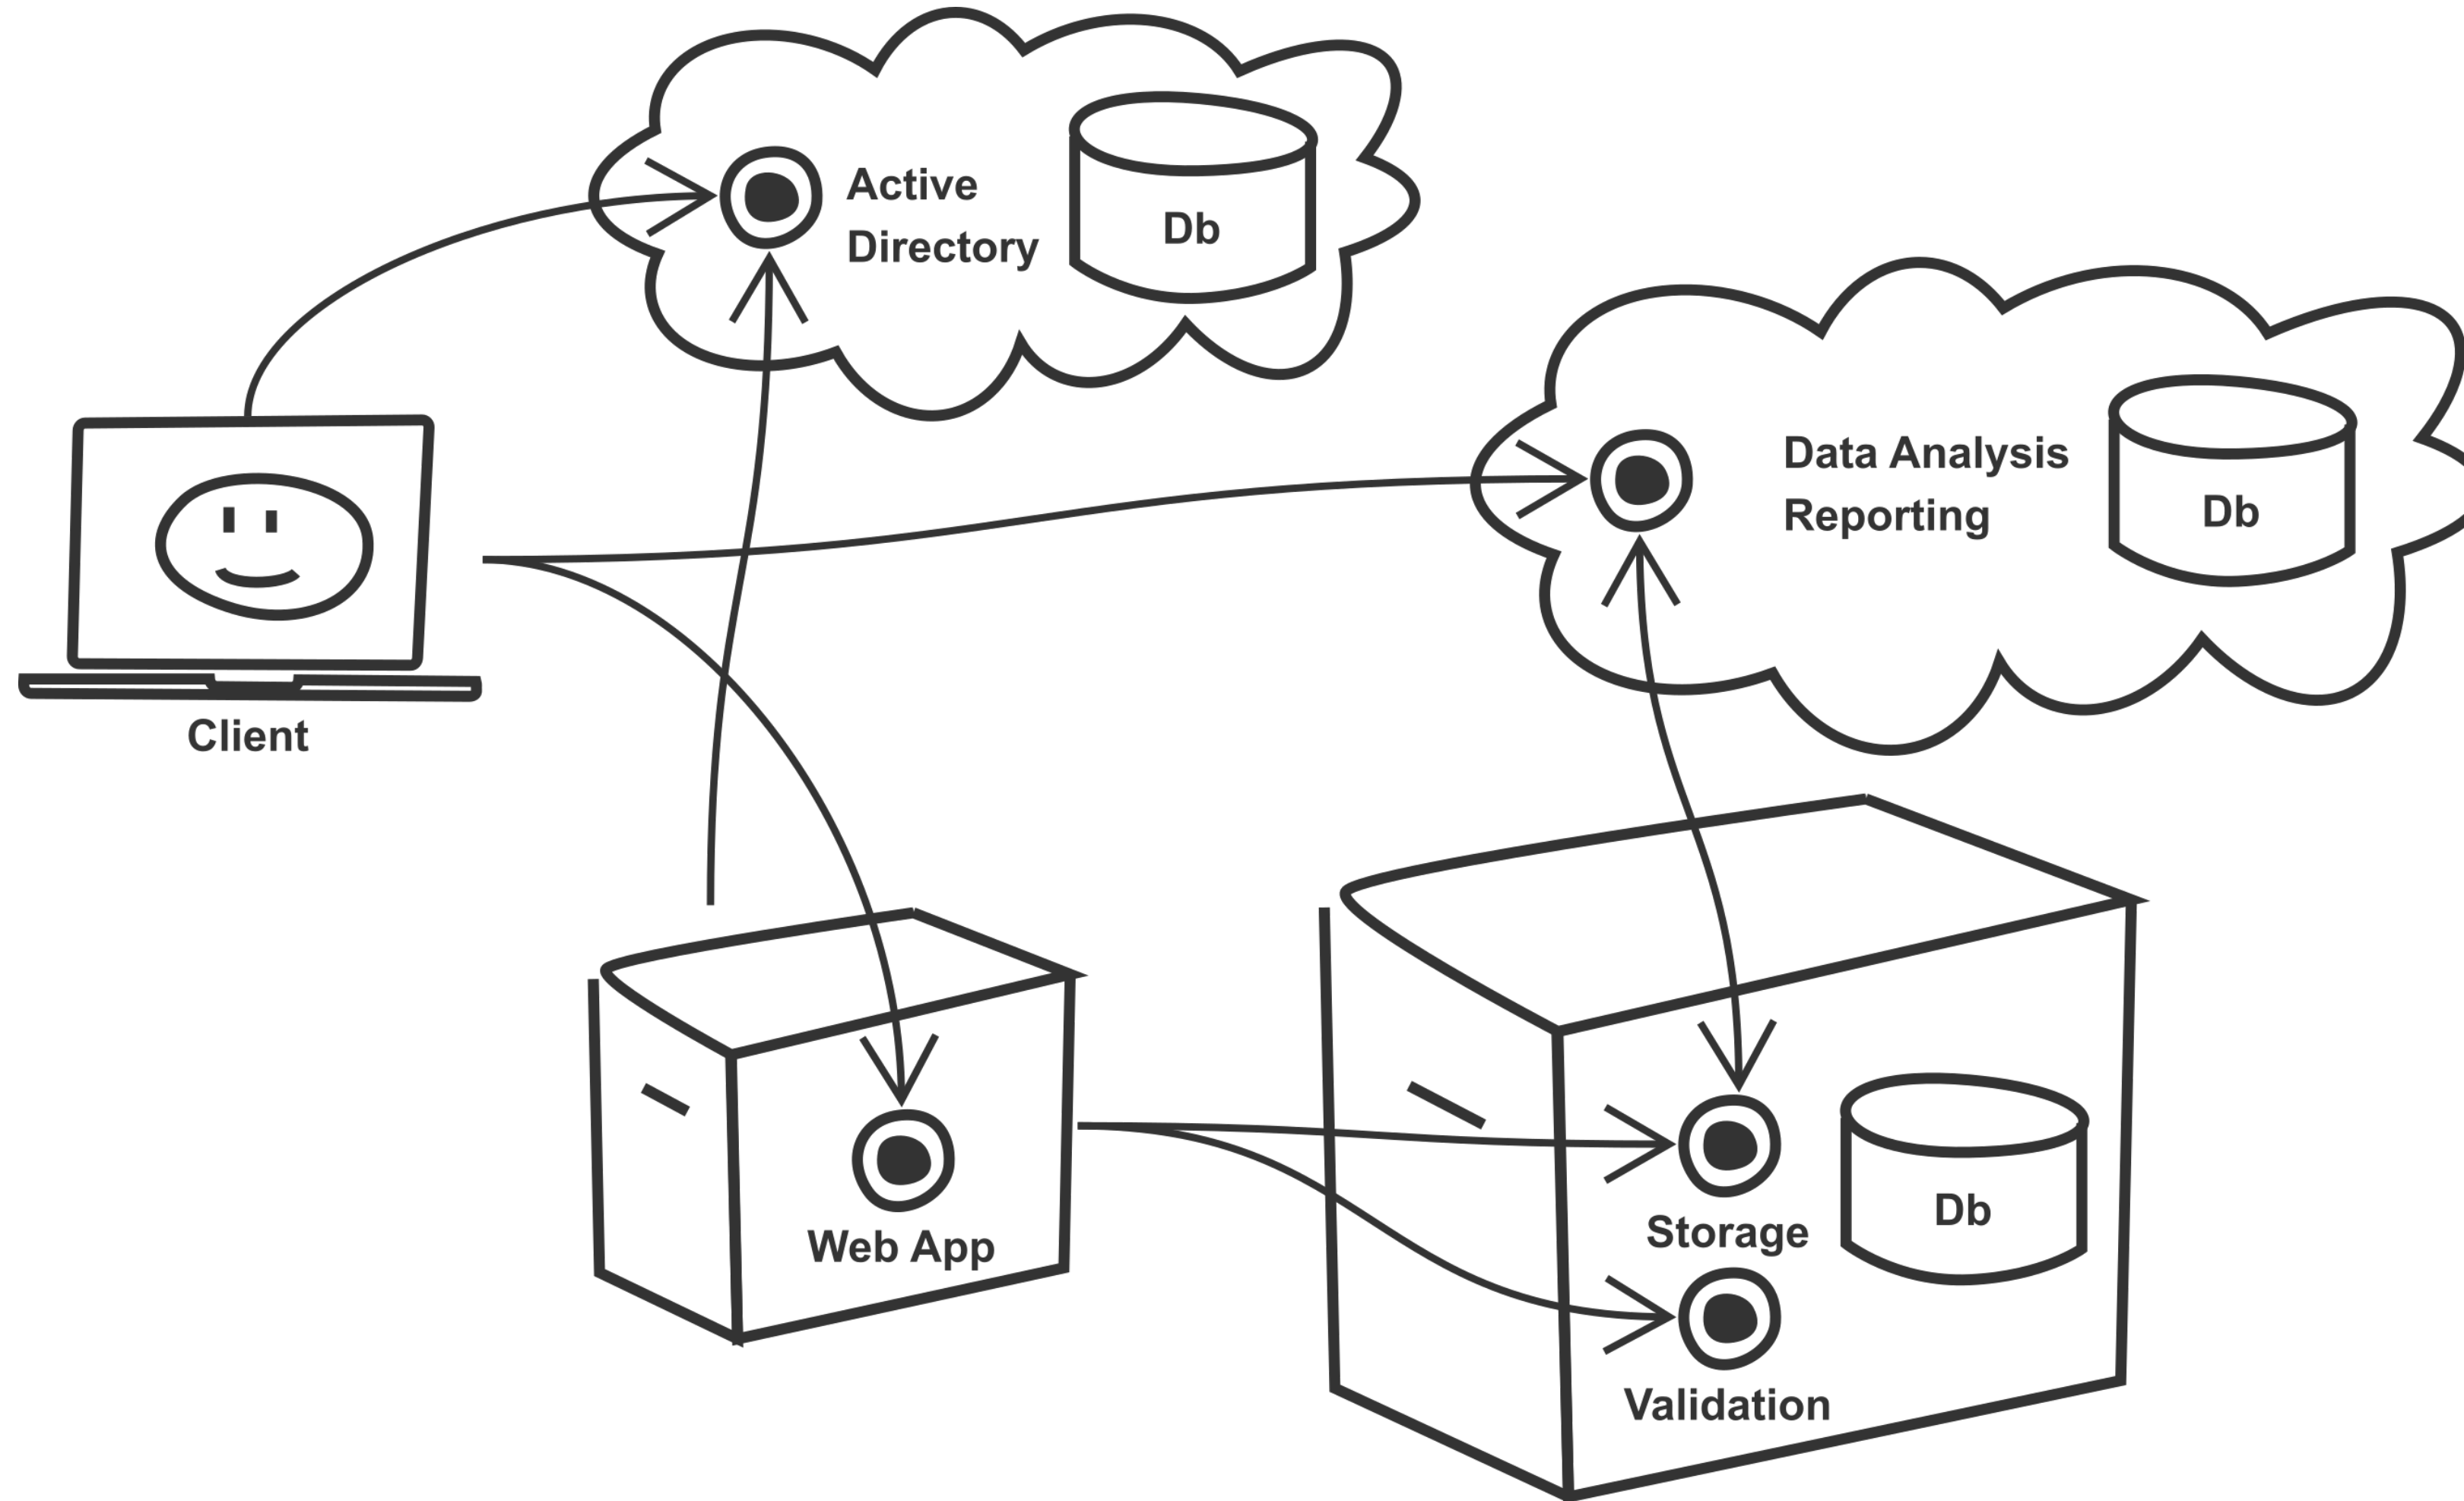 Active
Directory
Db
Data Analysis
Reporting
Db
Client
Web App
Storage
Db
Validation